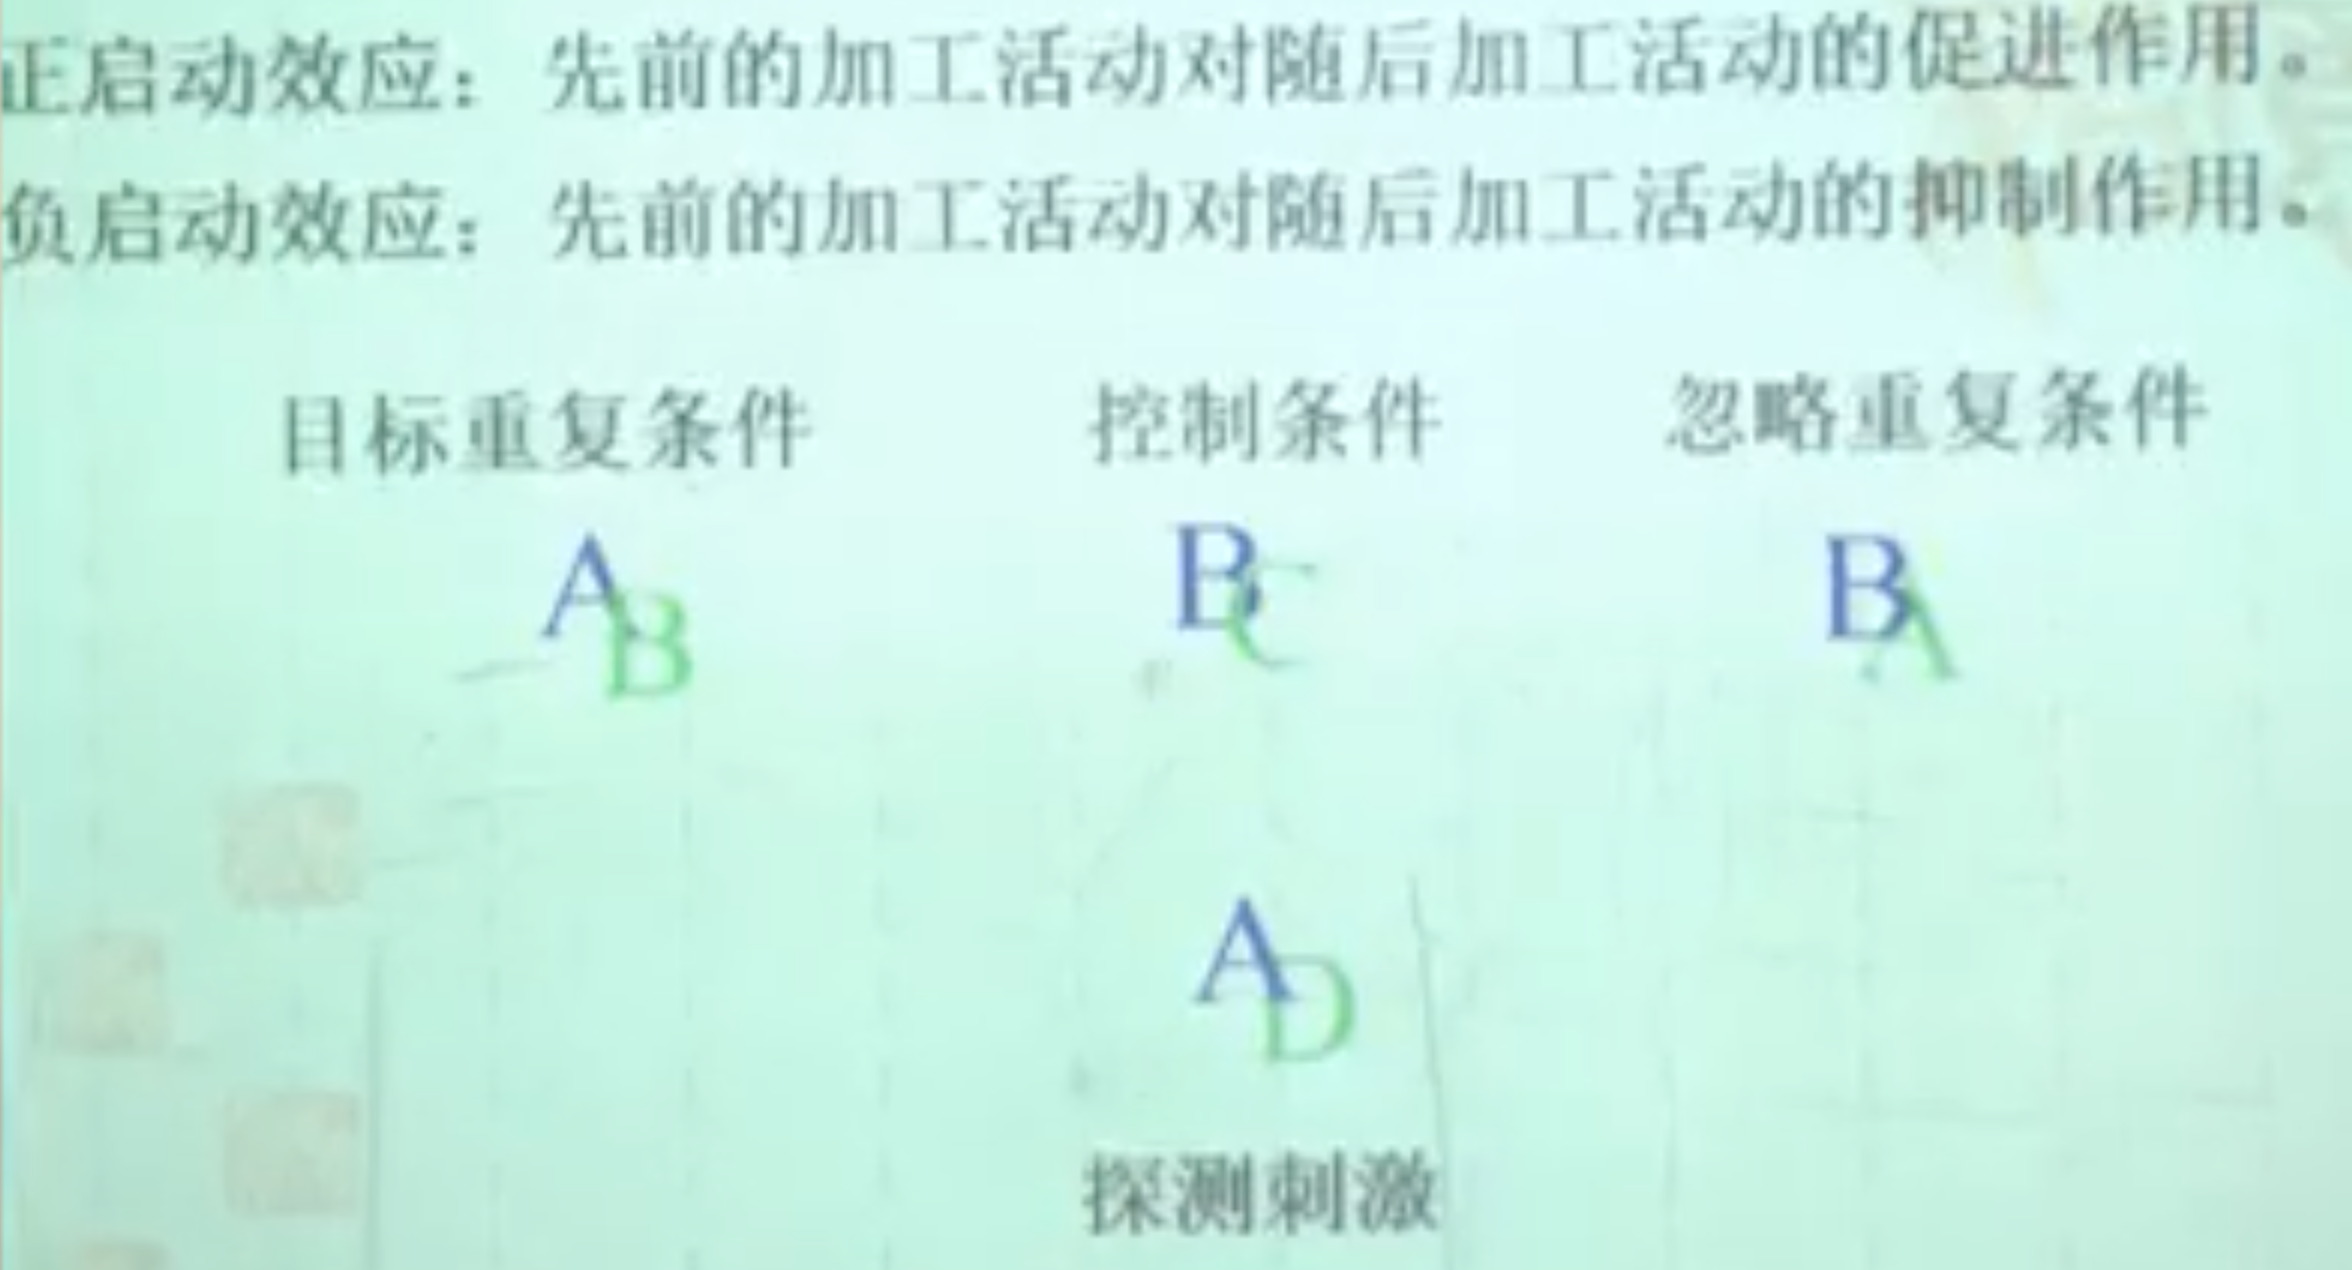 正启动效应：先前的加工活动对随后加工活动的促进作用。
负启动效应：先前的加工活动对随后加工活动的抑制作用。
目标重复条件 控制条件 忽略重复条件
A B B C B A
A D
探测刺激